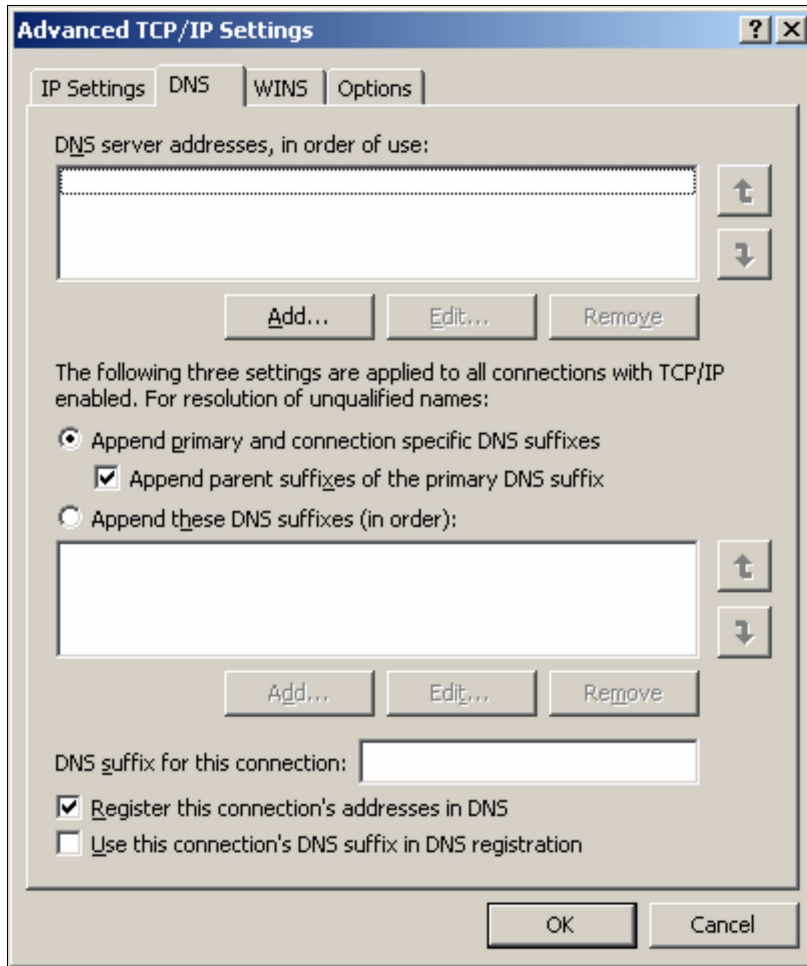 Advanced TCP/IP Settings
IP Settings DNS WINS Options
DNS server addresses, in order of use:
Add... Edit... Remove
The following three settings are applied to all connections with TCP/IP
enabled. For resolution of unqualified names:
Append primary and connection specific DNS suffixes
Append parent suffixes of the primary DNS suffix
Append these DNS suffixes (in order):
Add... Edit... Remove
DNS suffix for this connection:
Register this connection's addresses in DNS
Use this connection's DNS suffix in DNS registration
OK Cancel